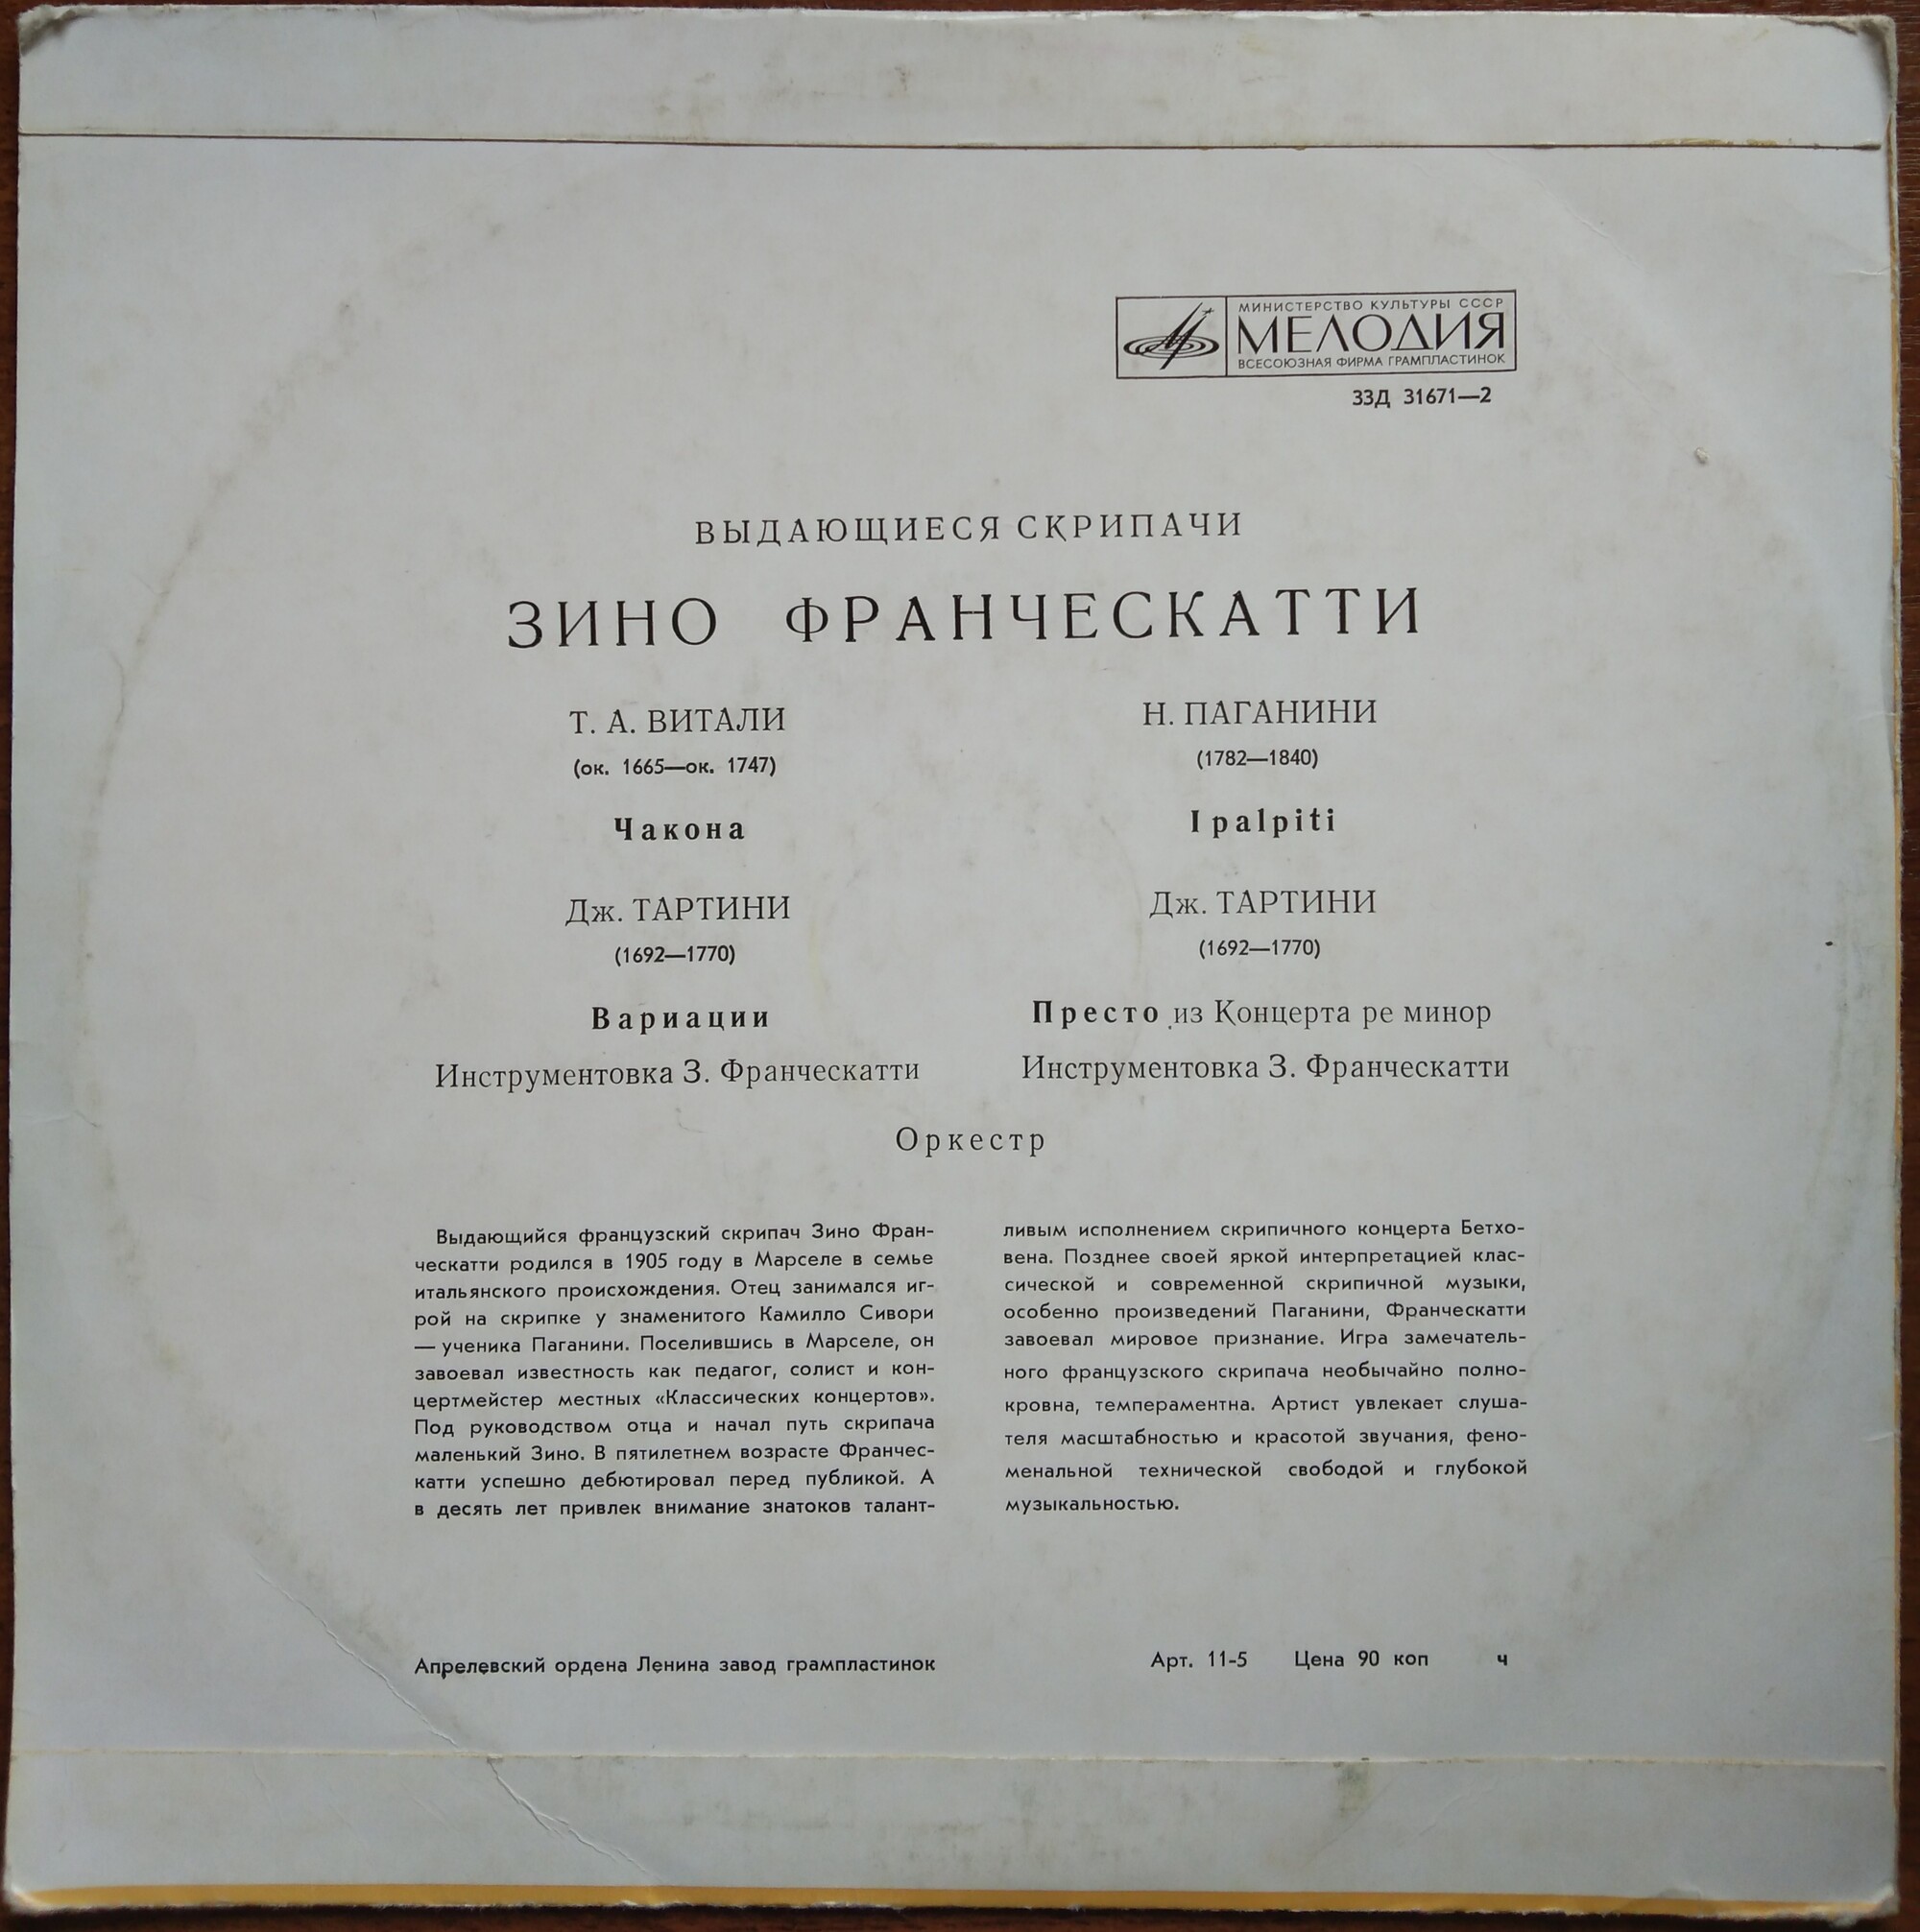 МИНИСТЕРСТВО КУЛЬТУРЫ СССР
МЕЛОДИЯ
ВСЕСОЮЗНАЯ ФИРМА ГРАМПЛАСТИНОК
33Д 31671—2
ВЫДАЮЩИЕСЯ СКРИПАЧИ
ЗИНО ФРАНЧЕСКАТТИ
Т. А. ВИТАЛИ
(ок. 1665—ок. 1747)
Чакона
Дж. ТАРТИНИ
(1692—1770)
Вариации
Инструментовка З. Франческатти
Н. ПАГАНИНИ
(1782—1840)
I palpiti
Дж. ТАРТИНИ
(1692—1770)
Престо из Концерта ре минор
Инструментовка З. Франческатти
Оркестр
Выдающийся французский скрипач Зино Фран-
ческатти родился в 1905 году в Марселе в семье
итальянского происхождения. Отец занимался иг-
рой на скрипке у знаменитого Камилло Сивори
— ученика Паганини. Поселившись в Марселе, он
завоевал известность как педагог, солист и кон-
цертмейстер местных «Классических концертов».
Под руководством отца и начал путь скрипача
маленький Зино. В пятилетнем возрасте Франчес-
катти успешно дебютировал перед публикой. А
в десять лет привлек внимание знатоков талант-
ливым исполнением скрипичного концерта Бетхо-
вена. Позднее своей яркой интерпретацией клас-
сической и современной скрипичной музыки,
особенно произведений Паганини, Франческатти
завоевал мировое признание. Игра замечатель-
ного французского скрипача необычайно полно-
кровна, темпераментна. Артист увлекает слуша-
теля масштабностью и красотой звучания, фено-
менальной технической свободой и глубокой
музыкальностью.
Апрелевский ордена Ленина завод грампластинок
Арт. 11-5 Цена 90 коп ч